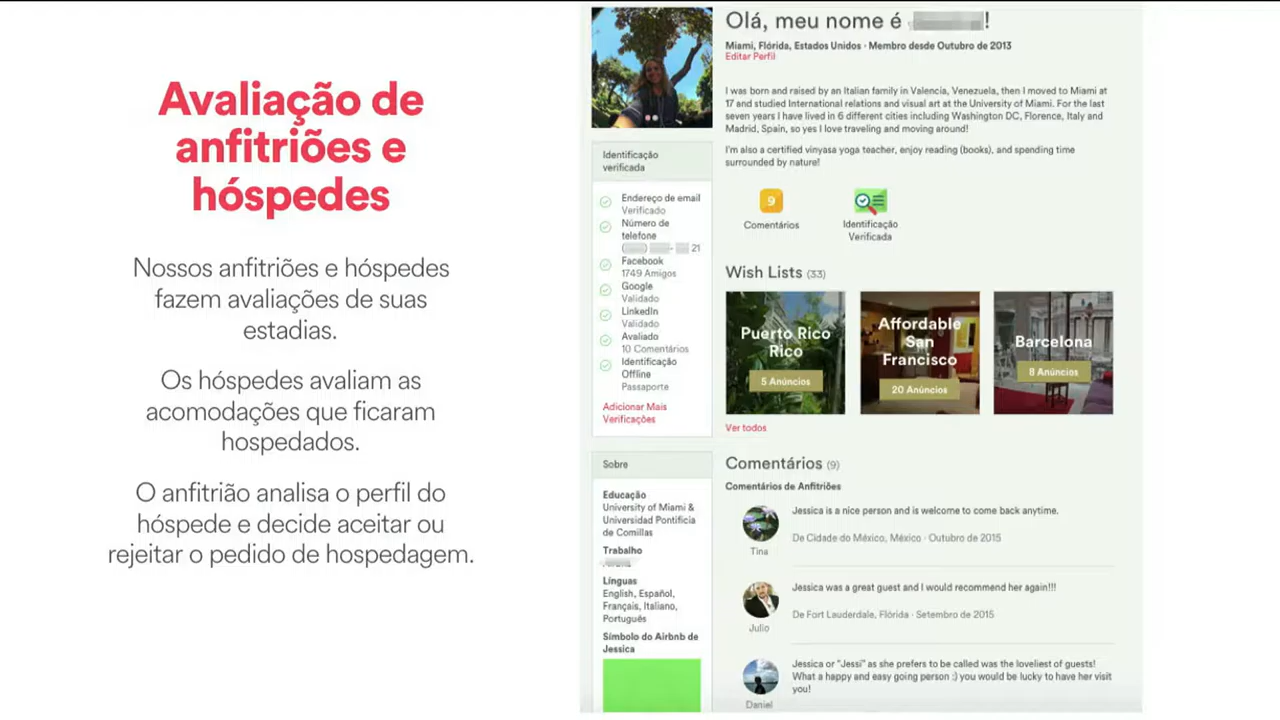 Avaliação de
anfitriões e
hóspedes
Nossos anfitriões e hóspedes
fazem avaliações de suas
estadias.
Os hóspedes avaliam as
acomodações que ficaram
hospedados.
O anfitrião analisa o perfil do
hóspede e decide aceitar ou
rejeitar o pedido de hospedagem.
Identificação
verificada
Endereço de email
Verificado
Número de
telefone
21
Facebook
1749 Amigos
Google
Validado
LinkedIn
Validado
Avaliado
10 Comentários
Identificação
Offline
Passaporte
Adicionar Mais
Verificações
Sobre
Educação
University of Miami &
Universidad Pontificia
de Comillas
Trabalho
Línguas
English, Español,
Français, Italiano,
Português
Símbolo do Airbnb de
Jessica
Olá, meu nome é !
Miami, Flórida, Estados Unidos · Membro desde Outubro de 2013
Editar Perfil
I was born and raised by an Italian family in Valencia, Venezuela, then I moved to Miami at
17 and studied International relations and visual art at the University of Miami. For the last
seven years I have lived in 6 different cities including Washington DC, Florence, Italy and
Madrid, Spain, so yes I love traveling and moving around!
I'm also a certified vinyasa yoga teacher, enjoy reading (books), and spending time
surrounded by nature!
9
Comentários
Identificação
Verificada
Wish Lists (33)
Puerto Rico
Rico
5 Anúncios
Affordable
San
Francisco
20 Anúncios
Barcelona
8 Anúncios
Ver todos
Comentários (9)
Comentários de Anfitriões
Jessica is a nice person and is welcome to come back anytime.
De Cidade do México, México · Outubro de 2015
Tina
Jessica was a great guest and I would recommend her again!!!
De Fort Lauderdale, Flórida · Setembro de 2015
Julio
Jessica or "Jessi" as she prefers to be called was the loveliest of guests!
What a happy and easy going person :) you would be lucky to have her visit
you!
Daniel